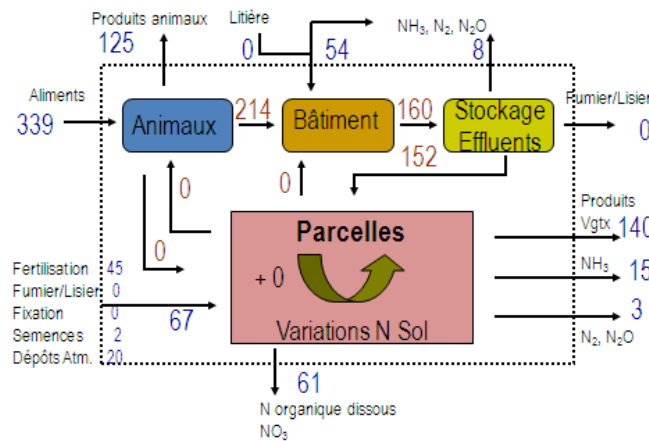 Produits animaux
125
Litière
0
54
NH3, N2, N2O
8
Aliments
339
Animaux
214
Bâtiment
160
Stockage
Effluents
Fumier/Lisier
0
152
0
0
0
Produits
Vgtx
140
Parcelles
+ 0
Variations N Sol
NH3
15
3
N2, N2O
Fertilisation 45
Fumier/Lisier 0
Fixation 0
Semences 2
Dépôts Atm. 20
67
61
N organique dissous
NO3